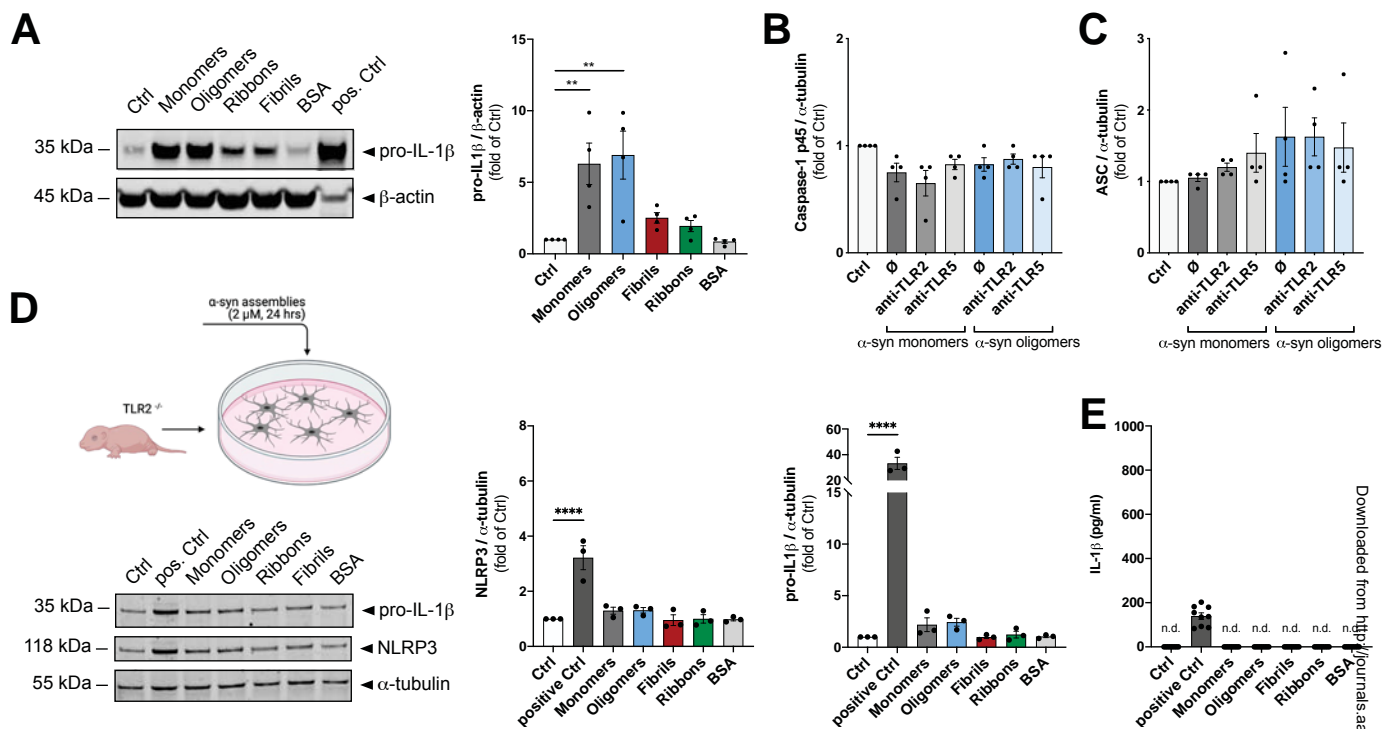 A
Ctrl
Monomers
Oligomers
Ribbons
Fibrils
BSA
pos. Ctrl
35 kDa
pro-IL-1β
45 kDa
β-actin
pro-IL1β / β-actin
(fold of Ctrl)
15
10
5
0
**
**
Ctrl
Monomers
Oligomers
Fibrils
Ribbons
BSA
B
Caspase-1 p45 / α-tubulin
(fold of Ctrl)
2
1
0
Ctrl
Ø
anti-TLR2
anti-TLR5
Ø
anti-TLR2
anti-TLR5
α-syn monomers
α-syn oligomers
C
ASC / α-tubulin
(fold of Ctrl)
3
2
1
0
Ctrl
Ø
anti-TLR2
anti-TLR5
Ø
anti-TLR2
anti-TLR5
α-syn monomers
α-syn oligomers
D
α-syn assemblies
(2 μM, 24 hrs)
TLR2 -/-
Ctrl
pos. Ctrl
Monomers
Oligomers
Ribbons
Fibrils
BSA
35 kDa
pro-IL-1β
118 kDa
NLRP3
55 kDa
α-tubulin
NLRP3 / α-tubulin
(fold of Ctrl)
8
6
4
2
0
****
Ctrl
positive Ctrl
Monomers
Oligomers
Fibrils
Ribbons
BSA
pro-IL1β / α-tubulin
(fold of Ctrl)
60
40
20
15
10
5
0
****
Ctrl
positive Ctrl
Monomers
Oligomers
Fibrils
Ribbons
BSA
E
IL-1β (pg/ml)
1000
800
600
400
200
0
n.d.
n.d.
n.d.
n.d.
n.d.
n.d.
Ctrl
positive Ctrl
Monomers
Oligomers
Fibrils
Ribbons
BSA
Downloaded from http://journals.aa